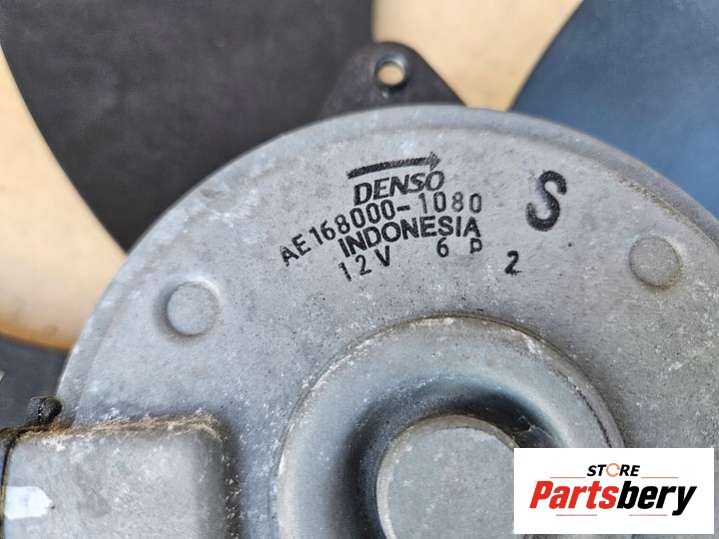 DENSO
AE168000-1080
INDONESIA
12V 6 P 2
S
STORE
Partsbery